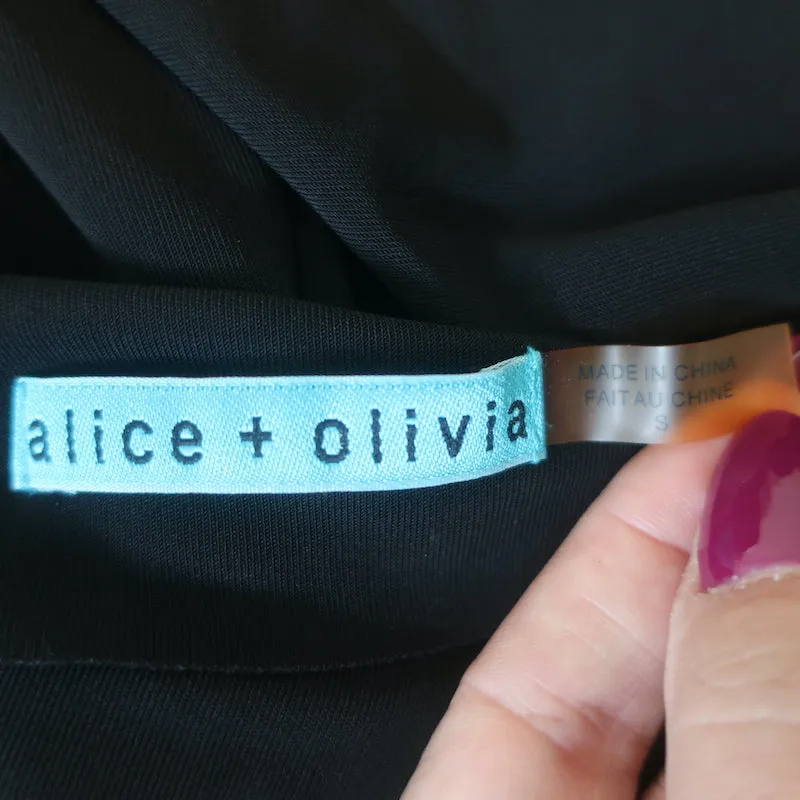 alice + olivia
MADE IN CHINA
FAIT AU CHINE
S